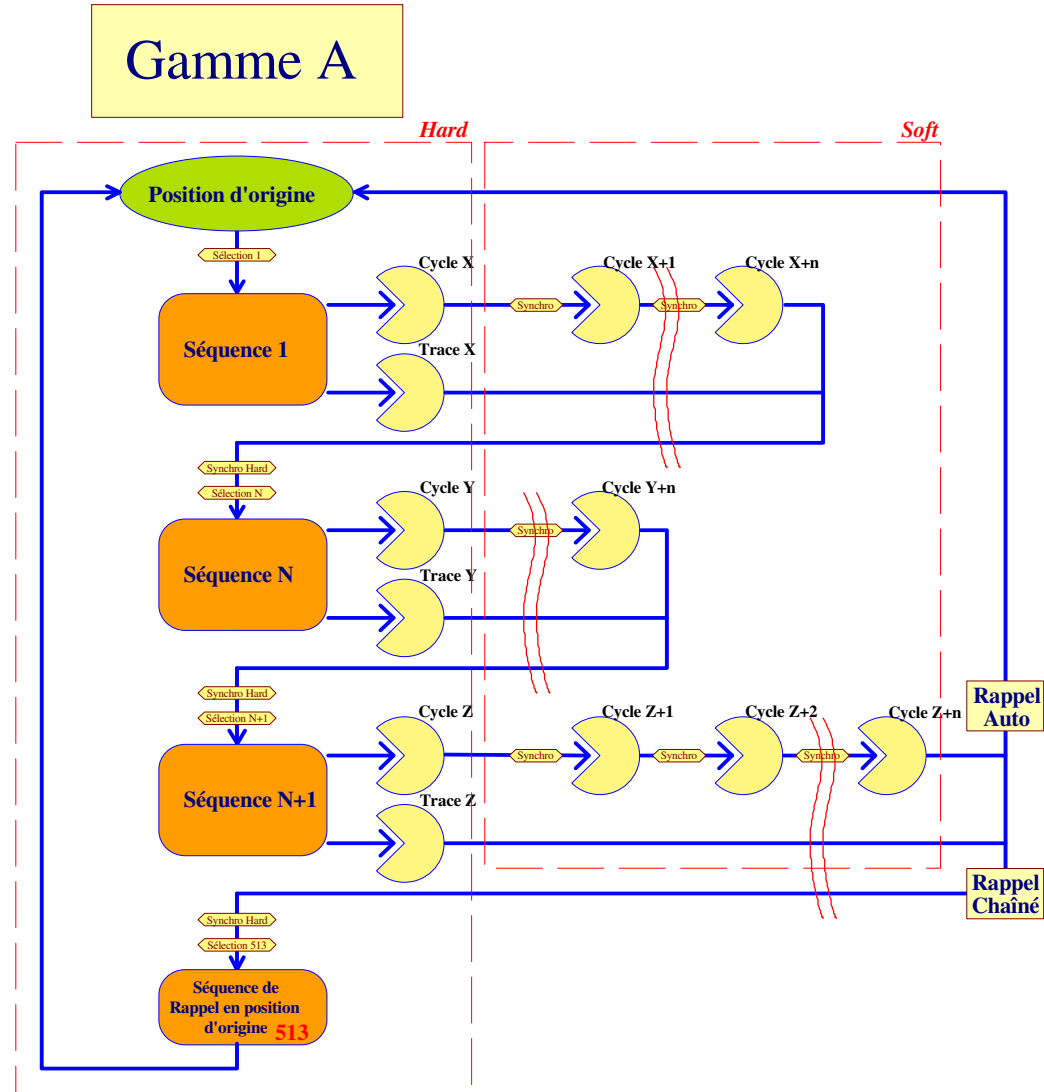 Gamme A
Hard
Soft
Position d'origine
Sélection 1
Cycle X
Cycle X+1
Cycle X+n
Synchro
Synchro
Séquence 1
Trace X
Synchro Hard
Sélection N
Cycle Y
Cycle Y+n
Synchro
Séquence N
Trace Y
Synchro Hard
Sélection N+1
Rappel
Auto
Cycle Z
Cycle Z+1
Cycle Z+2
Cycle Z+n
Synchro
Synchro
Synchro
Séquence N+1
Trace Z
Rappel
Chaîné
Synchro Hard
Sélection 513
Séquence de
Rappel en position
d'origine 513